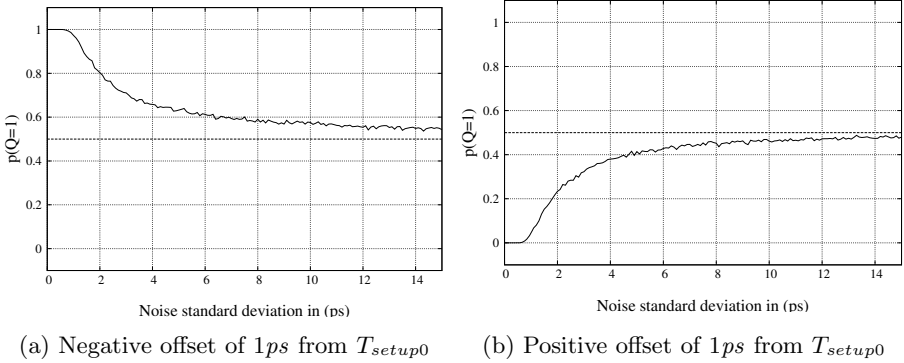 1
0.8
0.6
0.4
0.2
0
p(Q=1)
0 2 4 6 8 10 12 14
Noise standard deviation in (ps)
(a) Negative offset of 1ps from T_setup0
1
0.8
0.6
0.4
0.2
0
p(Q=1)
0 2 4 6 8 10 12 14
Noise standard deviation in (ps)
(b) Positive offset of 1ps from T_setup0